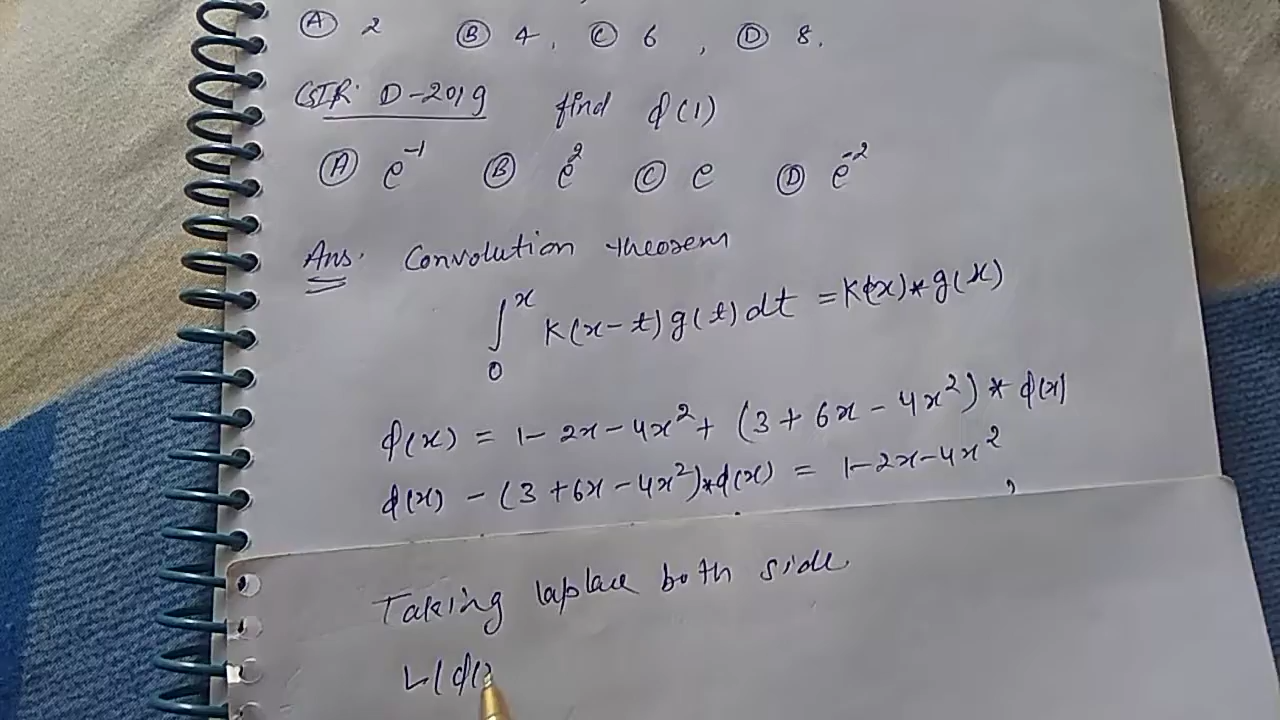 Ⓐ 2 Ⓑ 4, Ⓒ 6, Ⓓ 8.
CSIR D-2019 find ϕ(1)
Ⓐ e⁻¹ Ⓑ e² Ⓒ e Ⓓ e⁻²
Ans. Convolution theorem
∫₀ˣ K(x-t)g(t)dt = K(x)*g(x)
ϕ(x) = 1-2x-4x²+ (3+6x-4x²)*ϕ(x)
ϕ(x) - (3+6x-4x²)*ϕ(x) = 1-2x-4x²,
Taking laplace both side.
L(ϕ(